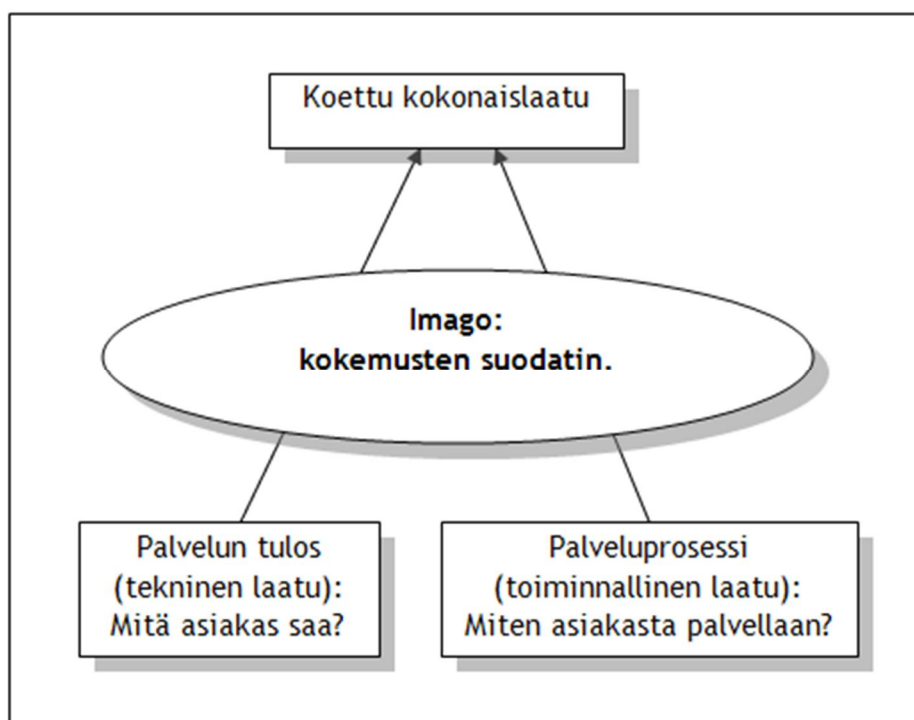 Koettu kokonaislaatu
Imago:
kokemusten suodatin.
Palvelun tulos
(tekninen laatu):
Mitä asiakas saa?
Palveluprosessi
(toiminnallinen laatu):
Miten asiakasta palvellaan?